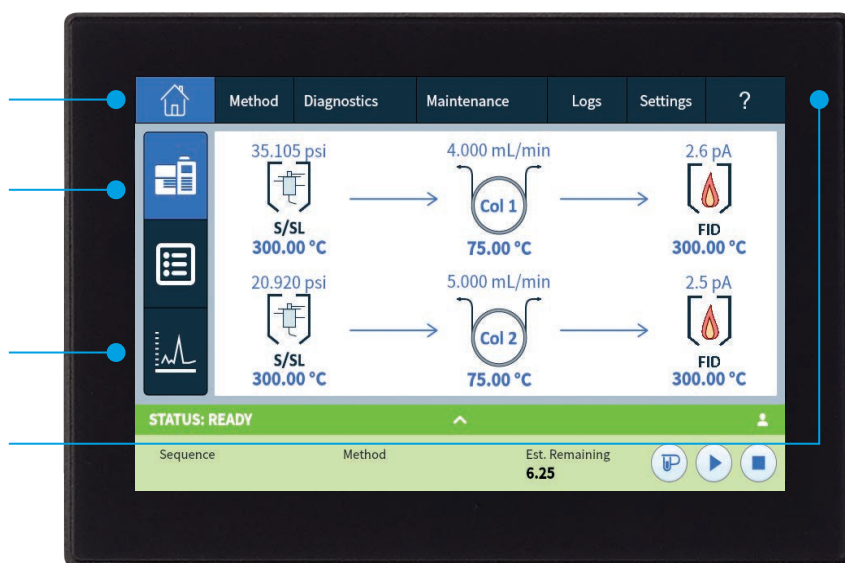 Method Diagnostics Maintenance Logs Settings ?
35.105 psi 4.000 mL/min 2.6 pA
Col 1
S/SL FID
300.00 °C 75.00 °C 300.00 °C
20.920 psi 5.000 mL/min 2.5 pA
Col 2
S/SL FID
300.00 °C 75.00 °C 300.00 °C
STATUS: READY
Sequence Method Est. Remaining
6.25